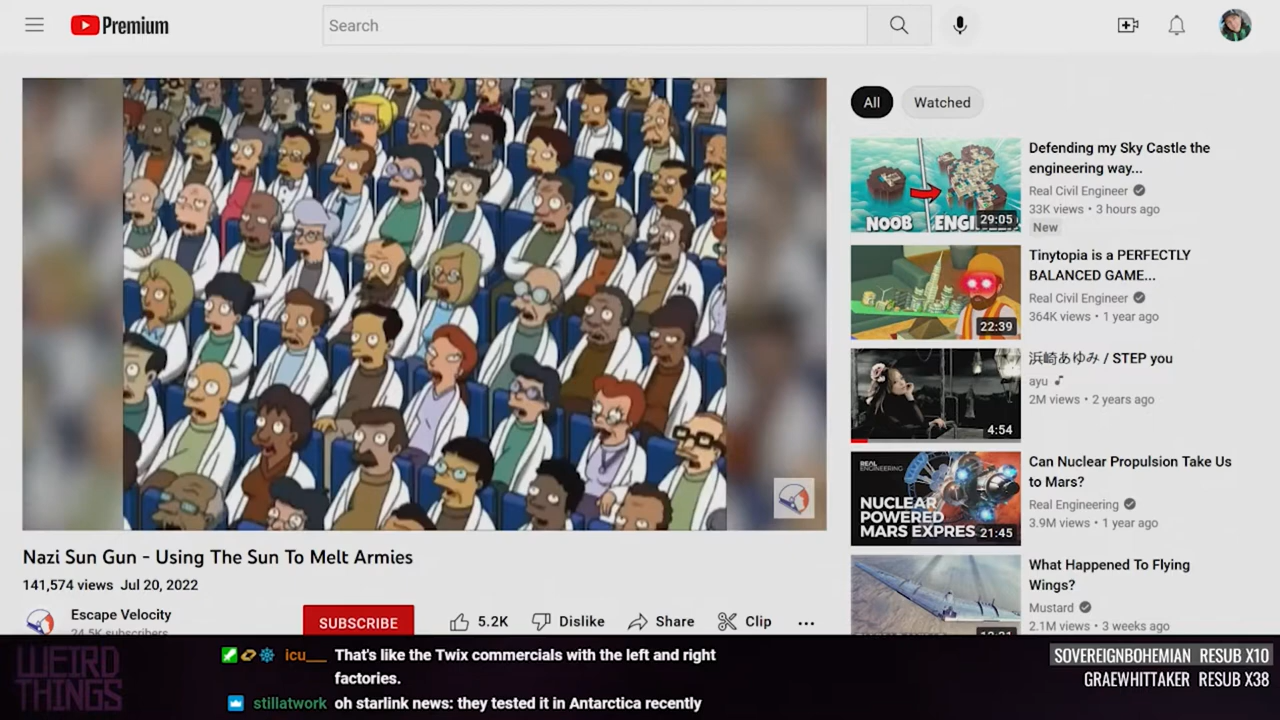 Premium
Search
All
Watched
Defending my Sky Castle the
engineering way...
Real Civil Engineer
33K views • 3 hours ago
New
NOOB
29:05
Tinytopia is a PERFECTLY
BALANCED GAME...
Real Civil Engineer
364K views • 1 year ago
22:39
浜崎あゆみ / STEP you
ayu
2M views • 2 years ago
4:54
Can Nuclear Propulsion Take Us
to Mars?
Real Engineering
3.9M views • 1 year ago
REAL
ENGINEERING
NUCLEAR
POWERED
MARS EXPRES
21:45
What Happened To Flying
Wings?
Mustard
2.1M views • 3 weeks ago
Nazi Sun Gun - Using The Sun To Melt Armies
141,574 views Jul 20, 2022
Escape Velocity
24.5K subscribers
SUBSCRIBE
5.2K
Dislike
Share
Clip
WEIRD
THINGS
icu___ That's like the Twix commercials with the left and right
factories.
stillatwork oh starlink news: they tested it in Antarctica recently
SOVEREIGNBOHEMIAN RESUB X10
GRAEWHITTAKER RESUB X38